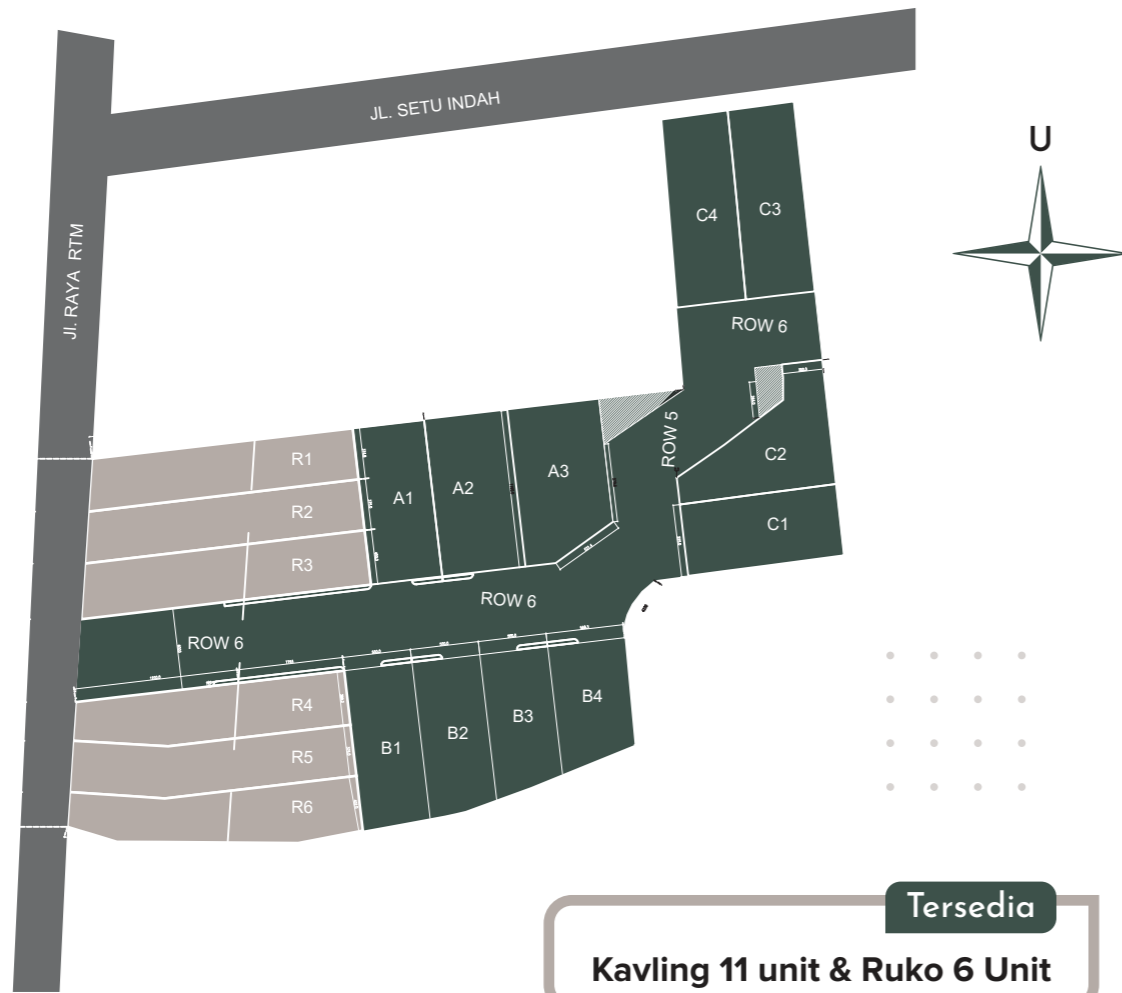 JL. SETU INDAH
Jl. RAYA RTM
U
C4
C3
ROW 6
ROW 5
R1
R2
R3
A1
A2
A3
C2
C1
ROW 6
ROW 6
R4
R5
R6
B1
B2
B3
B4
Tersedia
Kavling 11 unit & Ruko 6 Unit